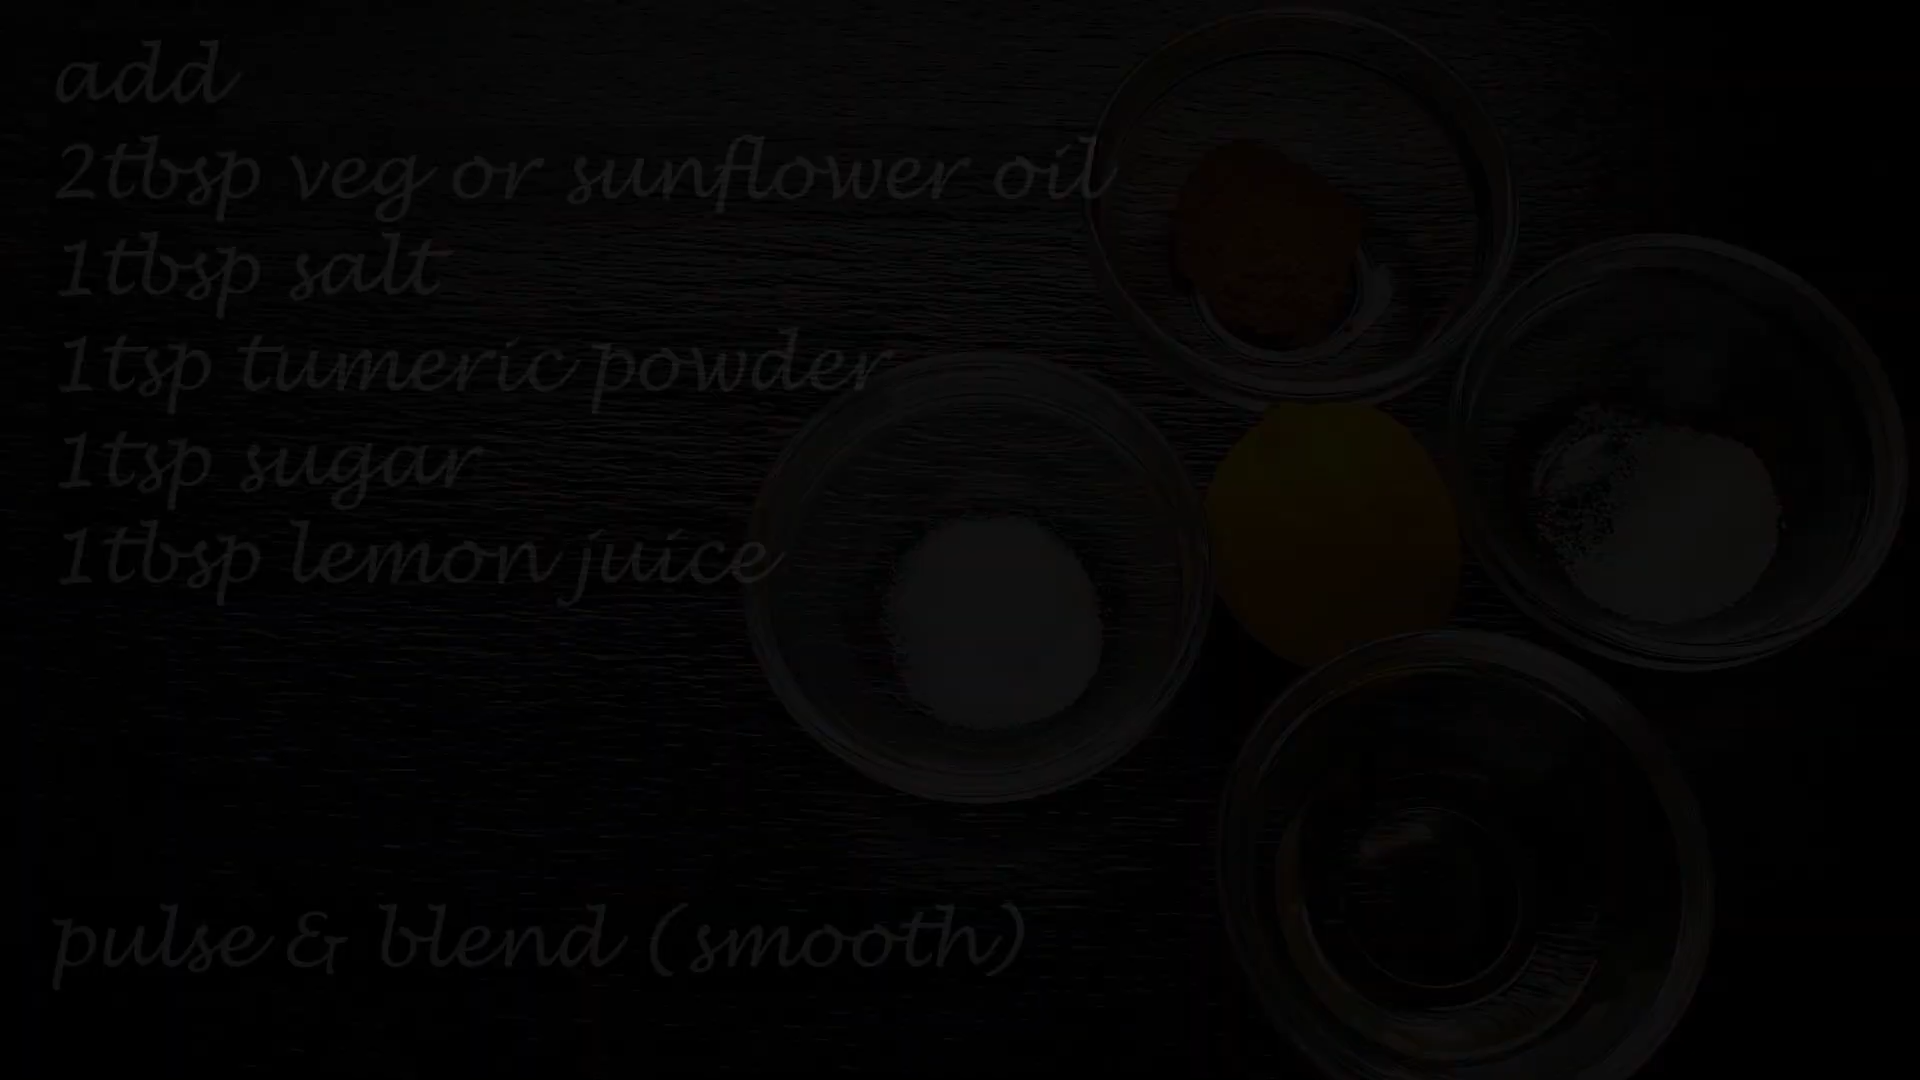 add
2tbsp veg or sunflower oil
1tbsp salt
1tsp tumeric powder
1tsp sugar
1tbsp lemon juice
pulse & blend (smooth)